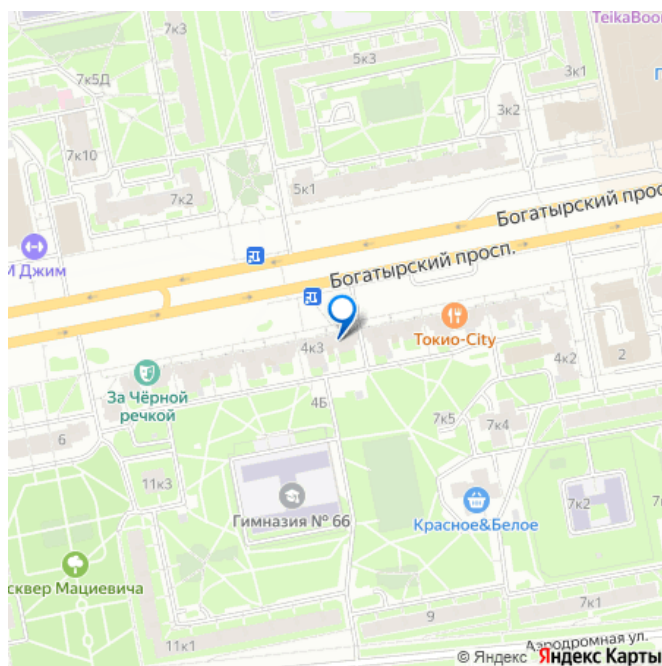 TeikaBoo
7к3
5к3
7к5Д
3к1
3к2
7к10
5к1
7к2
Богатырский прос
М Джим
Богатырский просп.
4к3
Токио-City
4к2
2
За Чёрной
речкой
4Б
7к5
7к4
6
11к3
7к2
Гимназия № 66
Красное&Белое
сквер Мациевича
7к1
9
11к1
Аэродромная ул.
© Яндекс Яндекс Карты